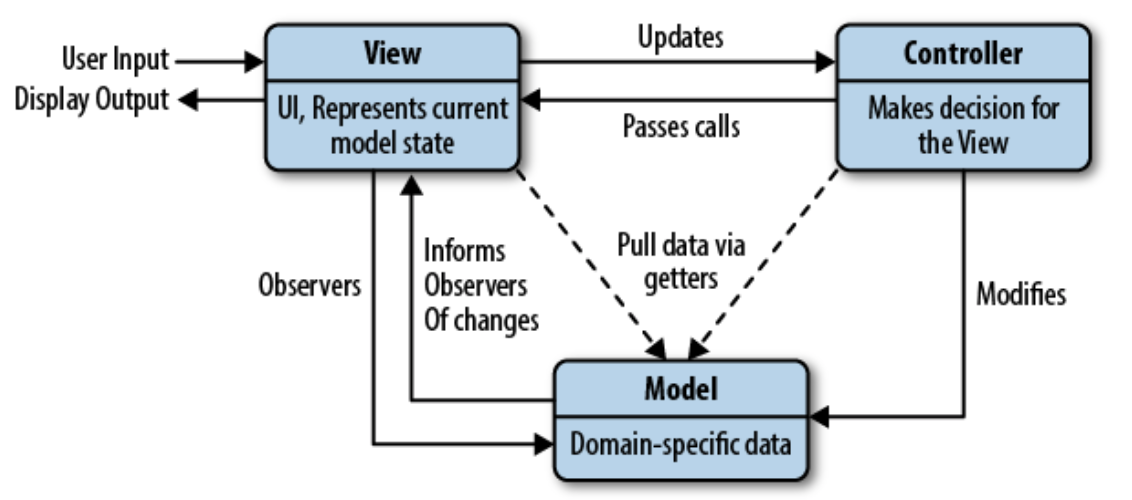 User Input
Display Output
View
UI, Represents current
model state
Updates
Passes calls
Controller
Makes decision for
the View
Observers
Informs
Observers
Of changes
Pull data via
getters
Modifies
Model
Domain-specific data